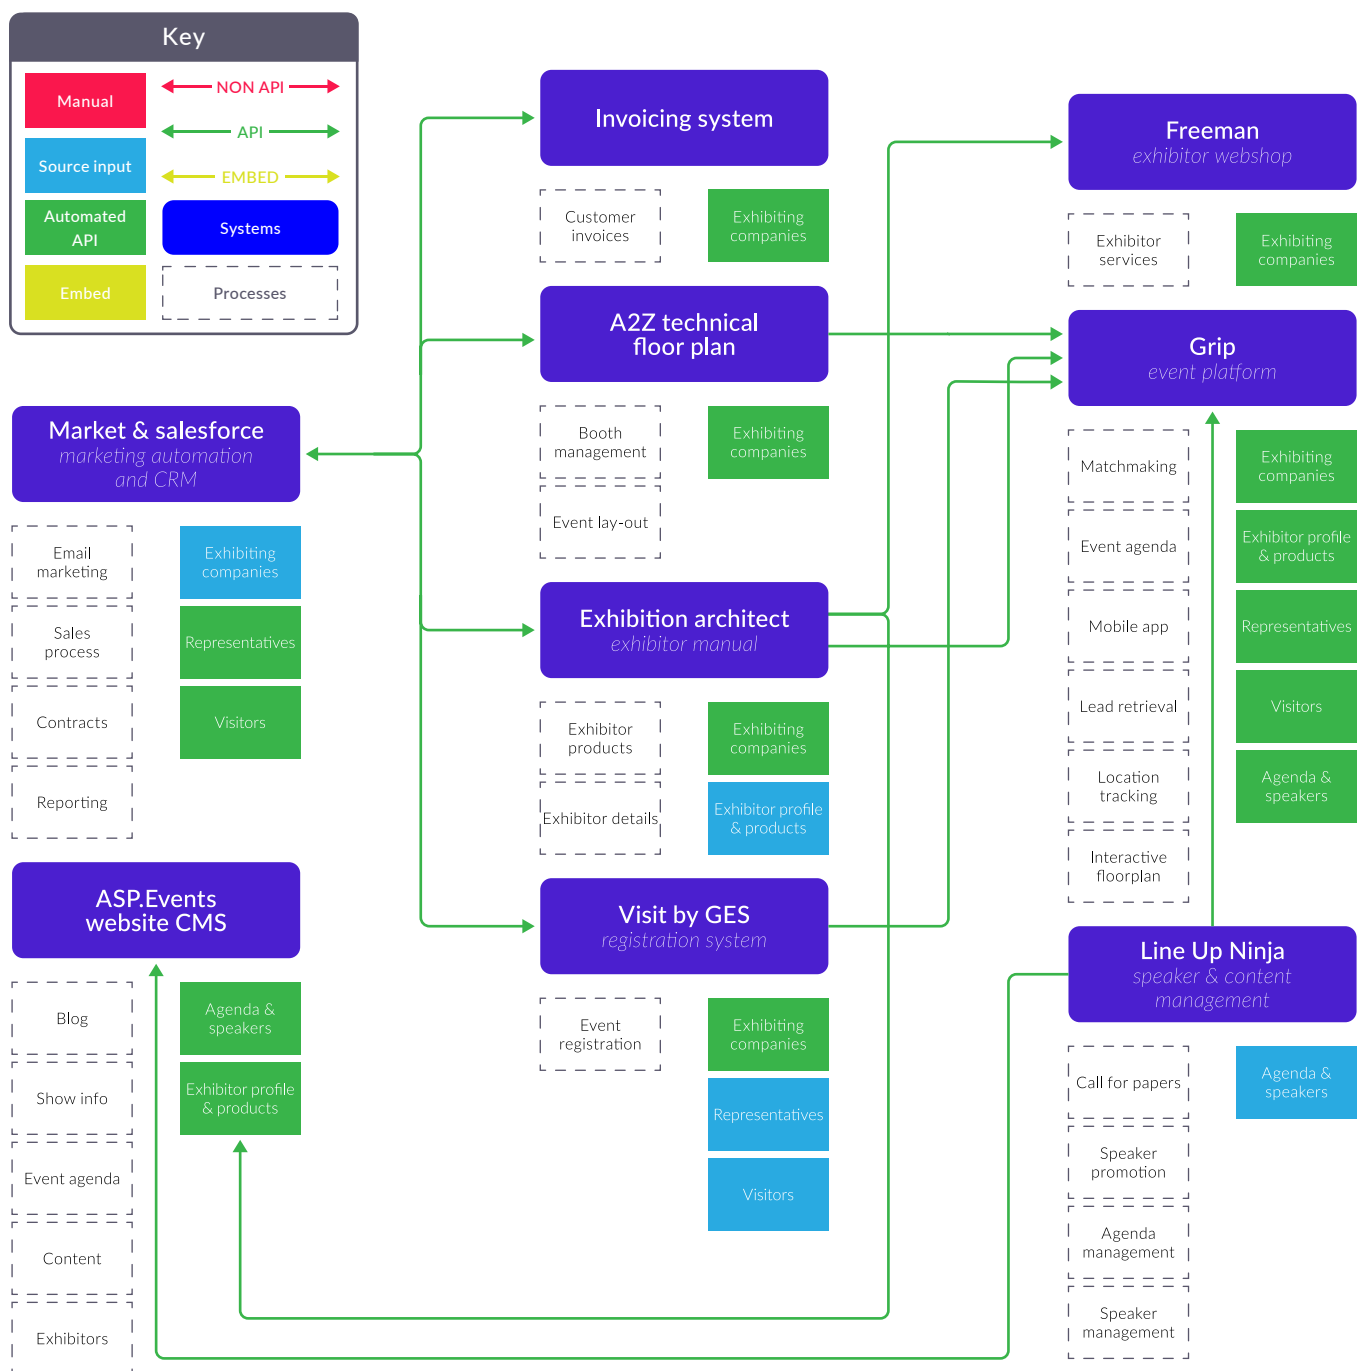 Key
Manual
NON API
Source input
API
EMBED
Automated
API
Systems
Embed
Processes
Market & salesforce
marketing automation
and CRM
Email
marketing
Exhibiting
companies
Sales
process
Representatives
Contracts
Visitors
Reporting
ASP.Events
website CMS
Blog
Agenda &
speakers
Show info
Exhibitor profile
& products
Event agenda
Content
Exhibitors
Invoicing system
Customer
invoices
Exhibiting
companies
A2Z technical
floor plan
Booth
management
Exhibiting
companies
Event lay-out
Exhibition architect
exhibitor manual
Exhibitor
products
Exhibiting
companies
Exhibitor details
Exhibitor profile
& products
Visit by GES
registration system
Event
registration
Exhibiting
companies
Representatives
Visitors
Freeman
exhibitor webshop
Exhibitor
services
Exhibiting
companies
Grip
event platform
Matchmaking
Exhibiting
companies
Event agenda
Exhibitor profile
& products
Mobile app
Representatives
Lead retrieval
Visitors
Location
tracking
Agenda &
speakers
Interactive
floorplan
Line Up Ninja
speaker & content
management
Call for papers
Agenda &
speakers
Speaker
promotion
Agenda
management
Speaker
management